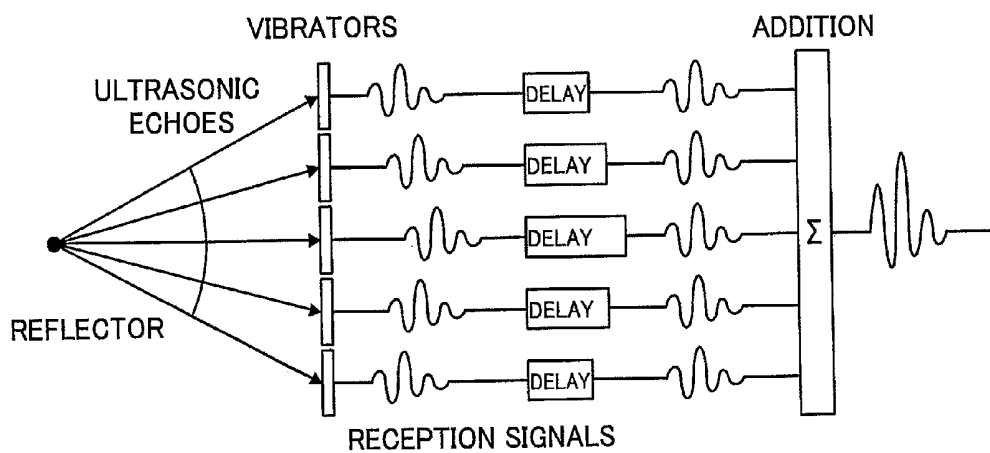 VIBRATORS
ADDITION
ULTRASONIC
ECHOES
DELAY
DELAY
DELAY
Σ
DELAY
REFLECTOR
DELAY
RECEPTION SIGNALS